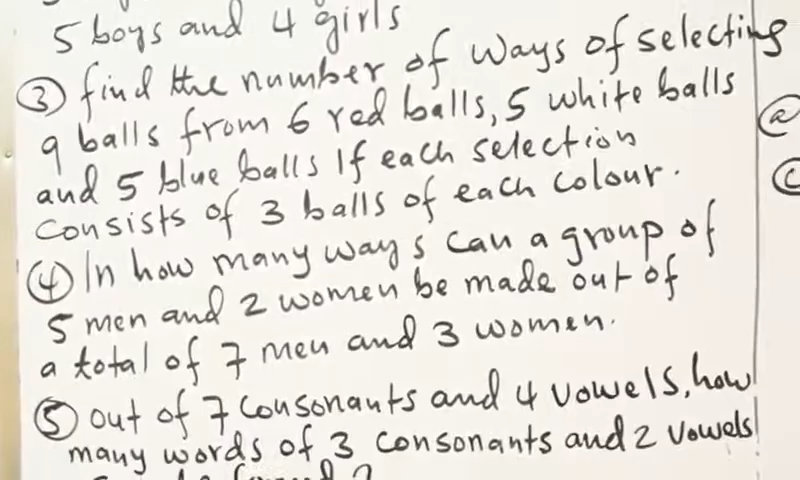 5 boys and 4 girls
③ find the number of ways of selecting
9 balls from 6 red balls, 5 white balls
and 5 blue balls If each selection
consists of 3 balls of each colour.
④ In how many ways can a group of
5 men and 2 women be made out of
a total of 7 men and 3 women.
⑤ out of 7 consonants and 4 vowels, how
many words of 3 consonants and 2 vowels
(a)
(c